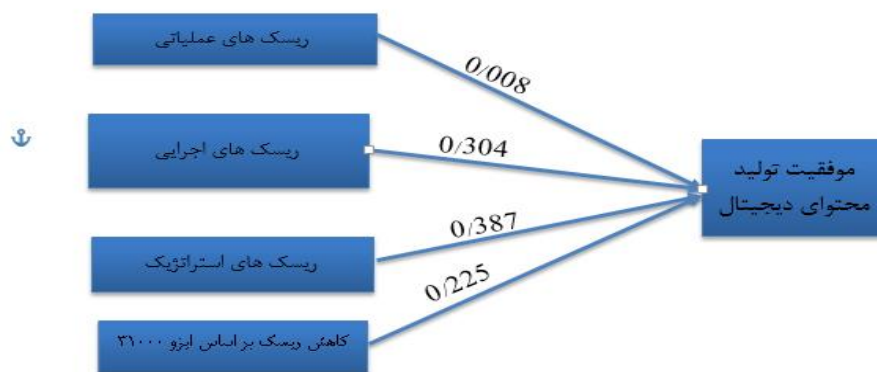 ریسک های عملیاتی
0/008
ریسک های اجرایی
0/304
موفقیت تولید
محتوای دیجیتال
0/387
ریسک های استراتژیک
0/225
کاهش ریسک بر اساس ایزو ۳۱۰۰۰